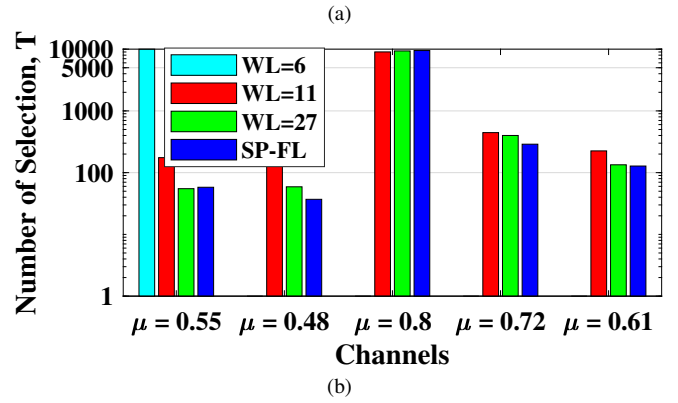 (a)
Number of Selection, T
10000
5000
1000
100
1
WL=6
WL=11
WL=27
SP-FL
μ = 0.55 μ = 0.48 μ = 0.8 μ = 0.72 μ = 0.61
Channels
(b)